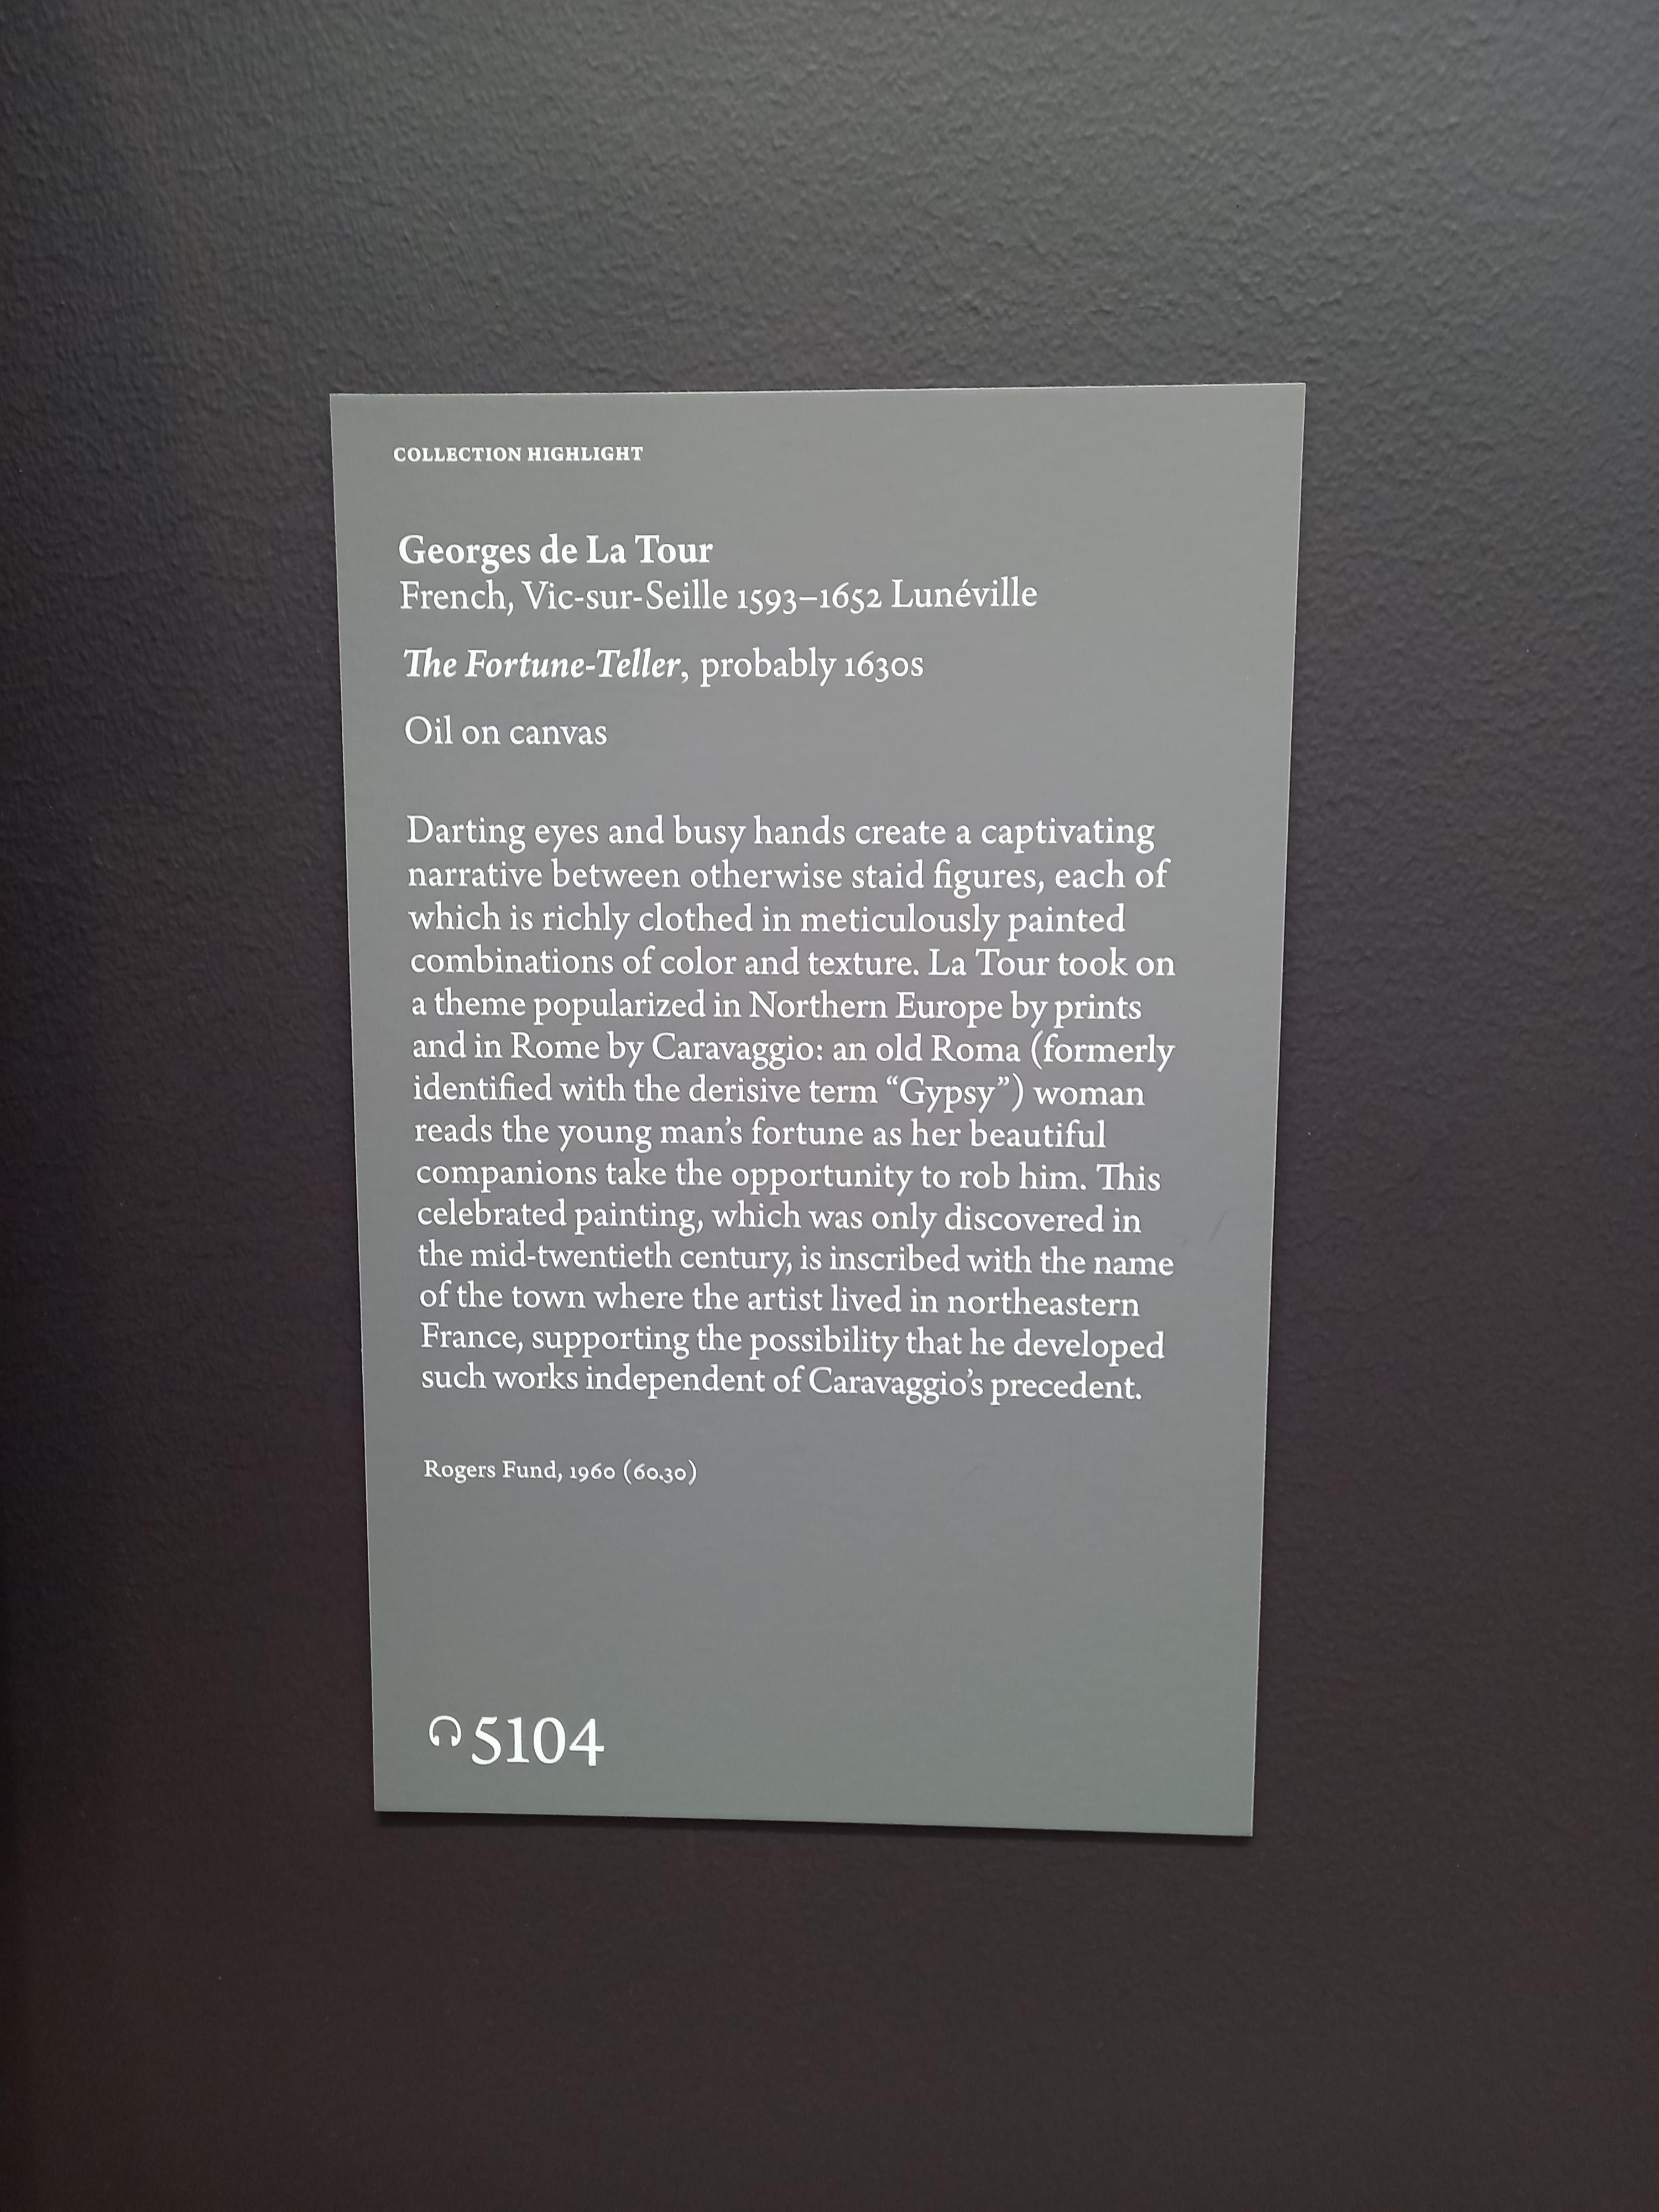 COLLECTION HIGHLIGHT
Georges de La Tour
French, Vic-sur-Seille 1593–1652 Lunéville
The Fortune-Teller, probably 1630s
Oil on canvas
Darting eyes and busy hands create a captivating
narrative between otherwise staid figures, each of
which is richly clothed in meticulously painted
combinations of color and texture. La Tour took on
a theme popularized in Northern Europe by prints
and in Rome by Caravaggio: an old Roma (formerly
identified with the derisive term “Gypsy”) woman
reads the young man’s fortune as her beautiful
companions take the opportunity to rob him. This
celebrated painting, which was only discovered in
the mid-twentieth century, is inscribed with the name
of the town where the artist lived in northeastern
France, supporting the possibility that he developed
such works independent of Caravaggio’s precedent.
Rogers Fund, 1960 (60.30)
5104